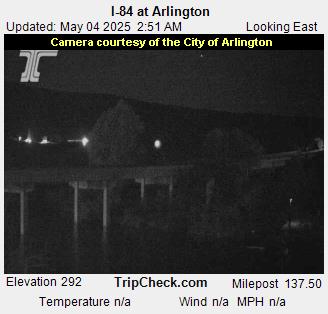 I-84 at Arlington
Updated: May 04 2025 2:51 AM Looking East
Camera courtesy of the City of Arlington
Elevation 292 TripCheck.com Milepost 137.50
Temperature n/a Wind n/a MPH n/a